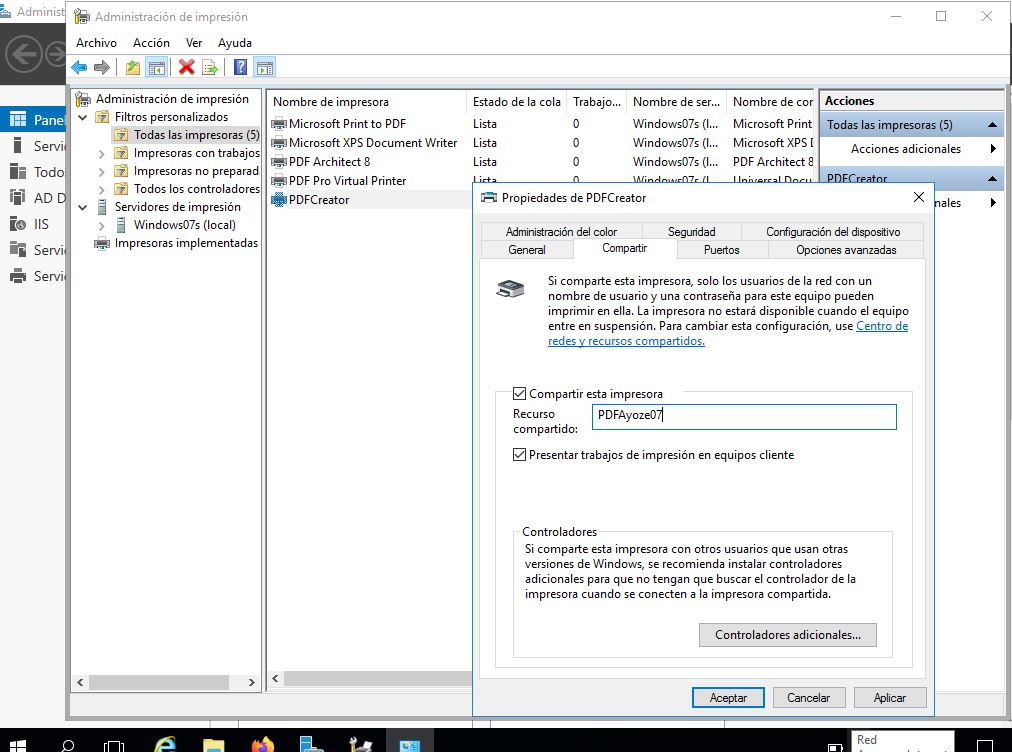 Administ
Administración de impresión
Archivo Acción Ver Ayuda
Panel
Servi
Todo
AD D
IIS
Servi
Servi
Administración de impresión
Filtros personalizados
Todas las impresoras (5)
Impresoras con trabajos
Impresoras no preparad
Todos los controladores
Servidores de impresión
Windows07s (local)
Impresoras implementadas
Nombre de impresora Estado de la cola Trabajo... Nombre de ser... Nombre de cor
Microsoft Print to PDF Lista 0 Windows07s (l... Microsoft Print
Microsoft XPS Document Writer Lista 0 Windows07s (l... Microsoft XPS D
PDF Architect 8 Lista 0 Windows07s (l... PDF Architect 8
PDF Pro Virtual Printer Lista 0 Windows07s (l... Universal Docu
PDFCreator
Acciones
Todas las impresoras (5)
Acciones adicionales
PDFCreator
nales
Propiedades de PDFCreator
Administración del color Seguridad Configuración del dispositivo
General Compartir Puertos Opciones avanzadas
Si comparte esta impresora, solo los usuarios de la red con un
nombre de usuario y una contraseña para este equipo pueden
imprimir en ella. La impresora no estará disponible cuando el equipo
entre en suspensión. Para cambiar esta configuración, use Centro de
redes y recursos compartidos.
Compartir esta impresora
Recurso
compartido:
PDFAyoze07
Presentar trabajos de impresión en equipos cliente
Controladores
Si comparte esta impresora con otros usuarios que usan otras
versiones de Windows, se recomienda instalar controladores
adicionales para que no tengan que buscar el controlador de la
impresora cuando se conecten a la impresora compartida.
Controladores adicionales...
Aceptar Cancelar Aplicar
Red